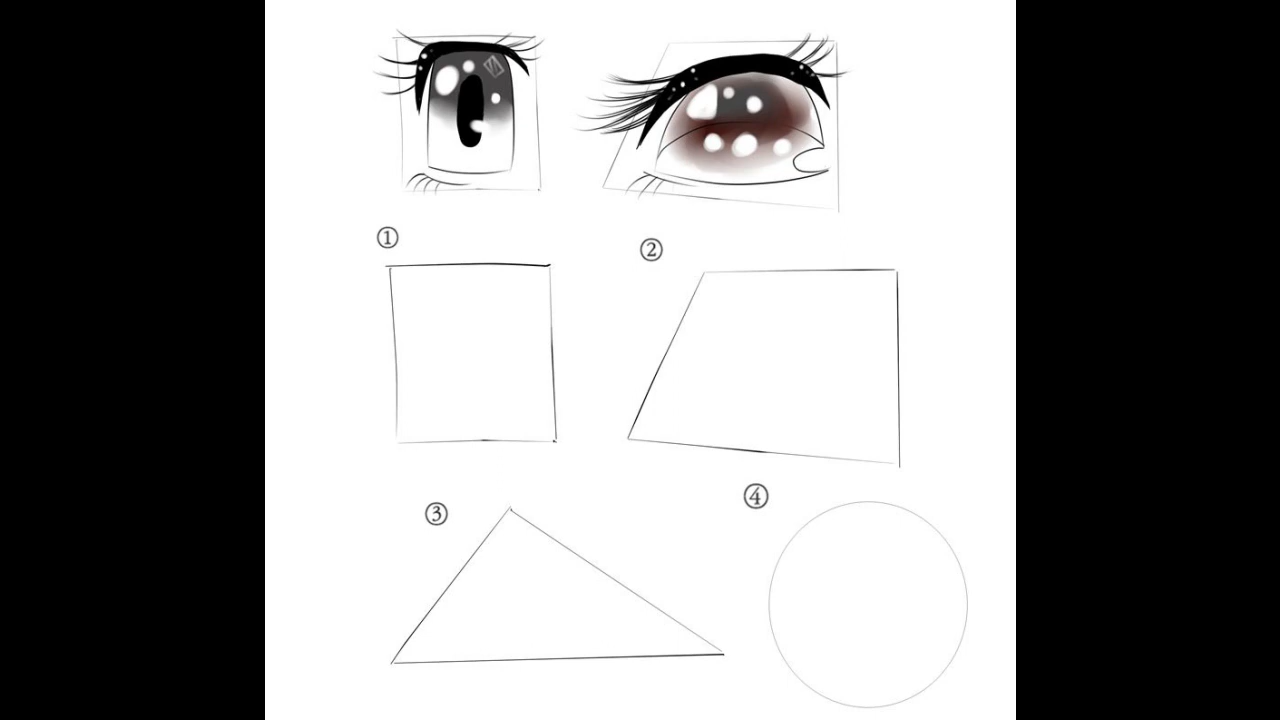 ①
②
③
④